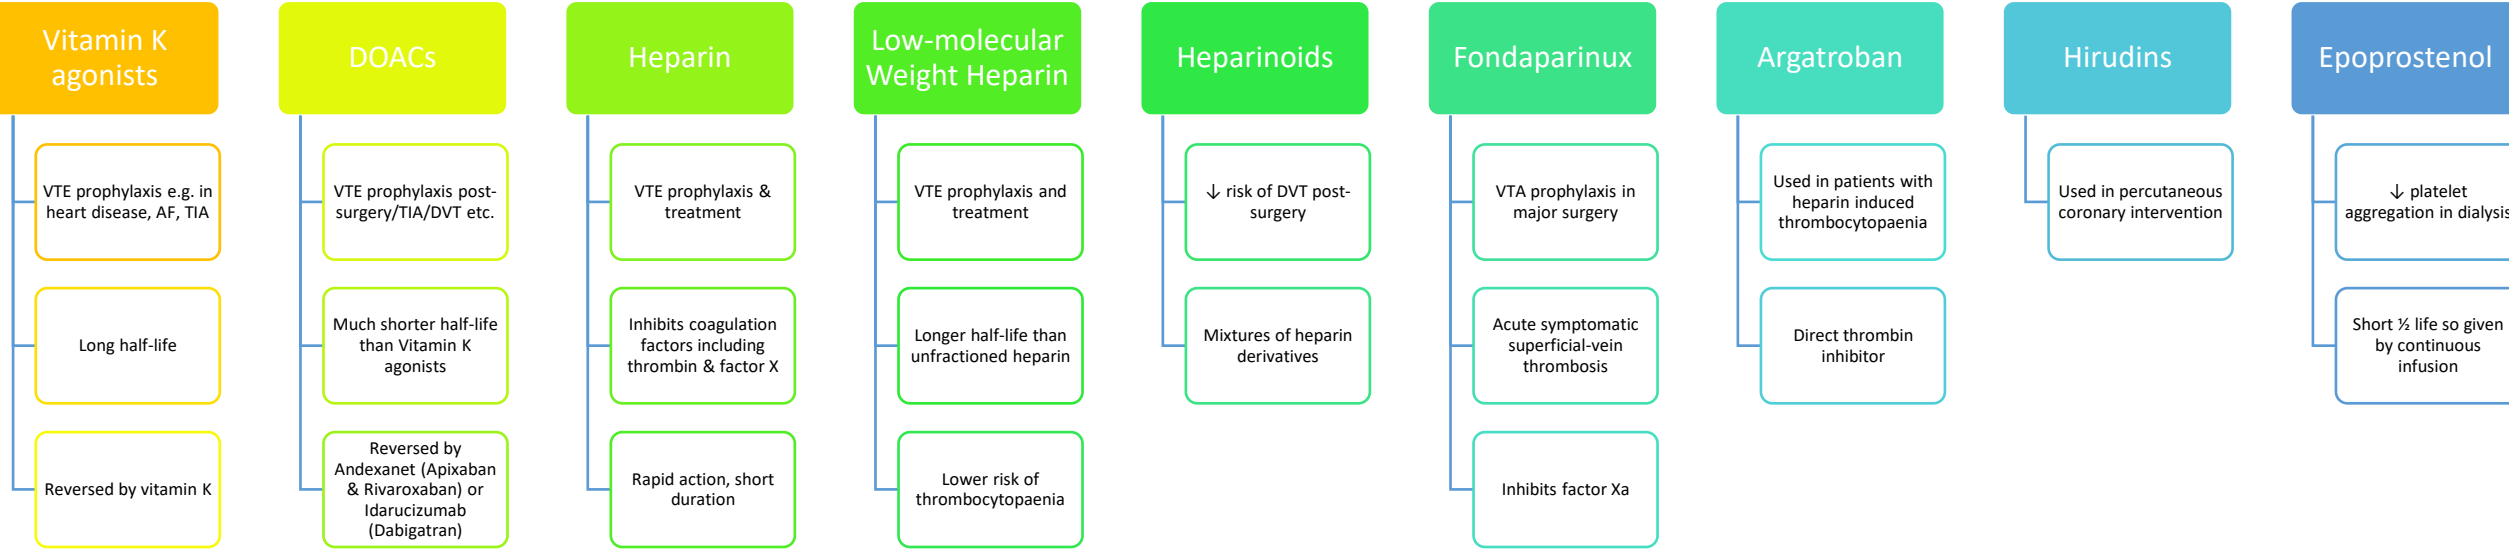 Vitamin K
agonists
VTE prophylaxis e.g. in
heart disease, AF, TIA
Long half-life
Reversed by vitamin K
DOACs
VTE prophylaxis post-
surgery/TIA/DVT etc.
Much shorter half-life
than Vitamin K
agonists
Reversed by
Andexanet (Apixaban
& Rivaroxaban) or
Idarucizumab
(Dabigatran)
Heparin
VTE prophylaxis &
treatment
Inhibits coagulation
factors including
thrombin & factor X
Rapid action, short
duration
Low-molecular
Weight Heparin
VTE prophylaxis and
treatment
Longer half-life than
unfractioned heparin
Lower risk of
thrombocytopaenia
Heparinoids
↓ risk of DVT post-
surgery
Mixtures of heparin
derivatives
Fondaparinux
VTA prophylaxis in
major surgery
Acute symptomatic
superficial-vein
thrombosis
Inhibits factor Xa
Argatroban
Used in patients with
heparin induced
thrombocytopaenia
Direct thrombin
inhibitor
Hirudins
Used in percutaneous
coronary intervention
Epoprostenol
↓ platelet
aggregation in dialysis
Short ½ life so given
by continuous
infusion